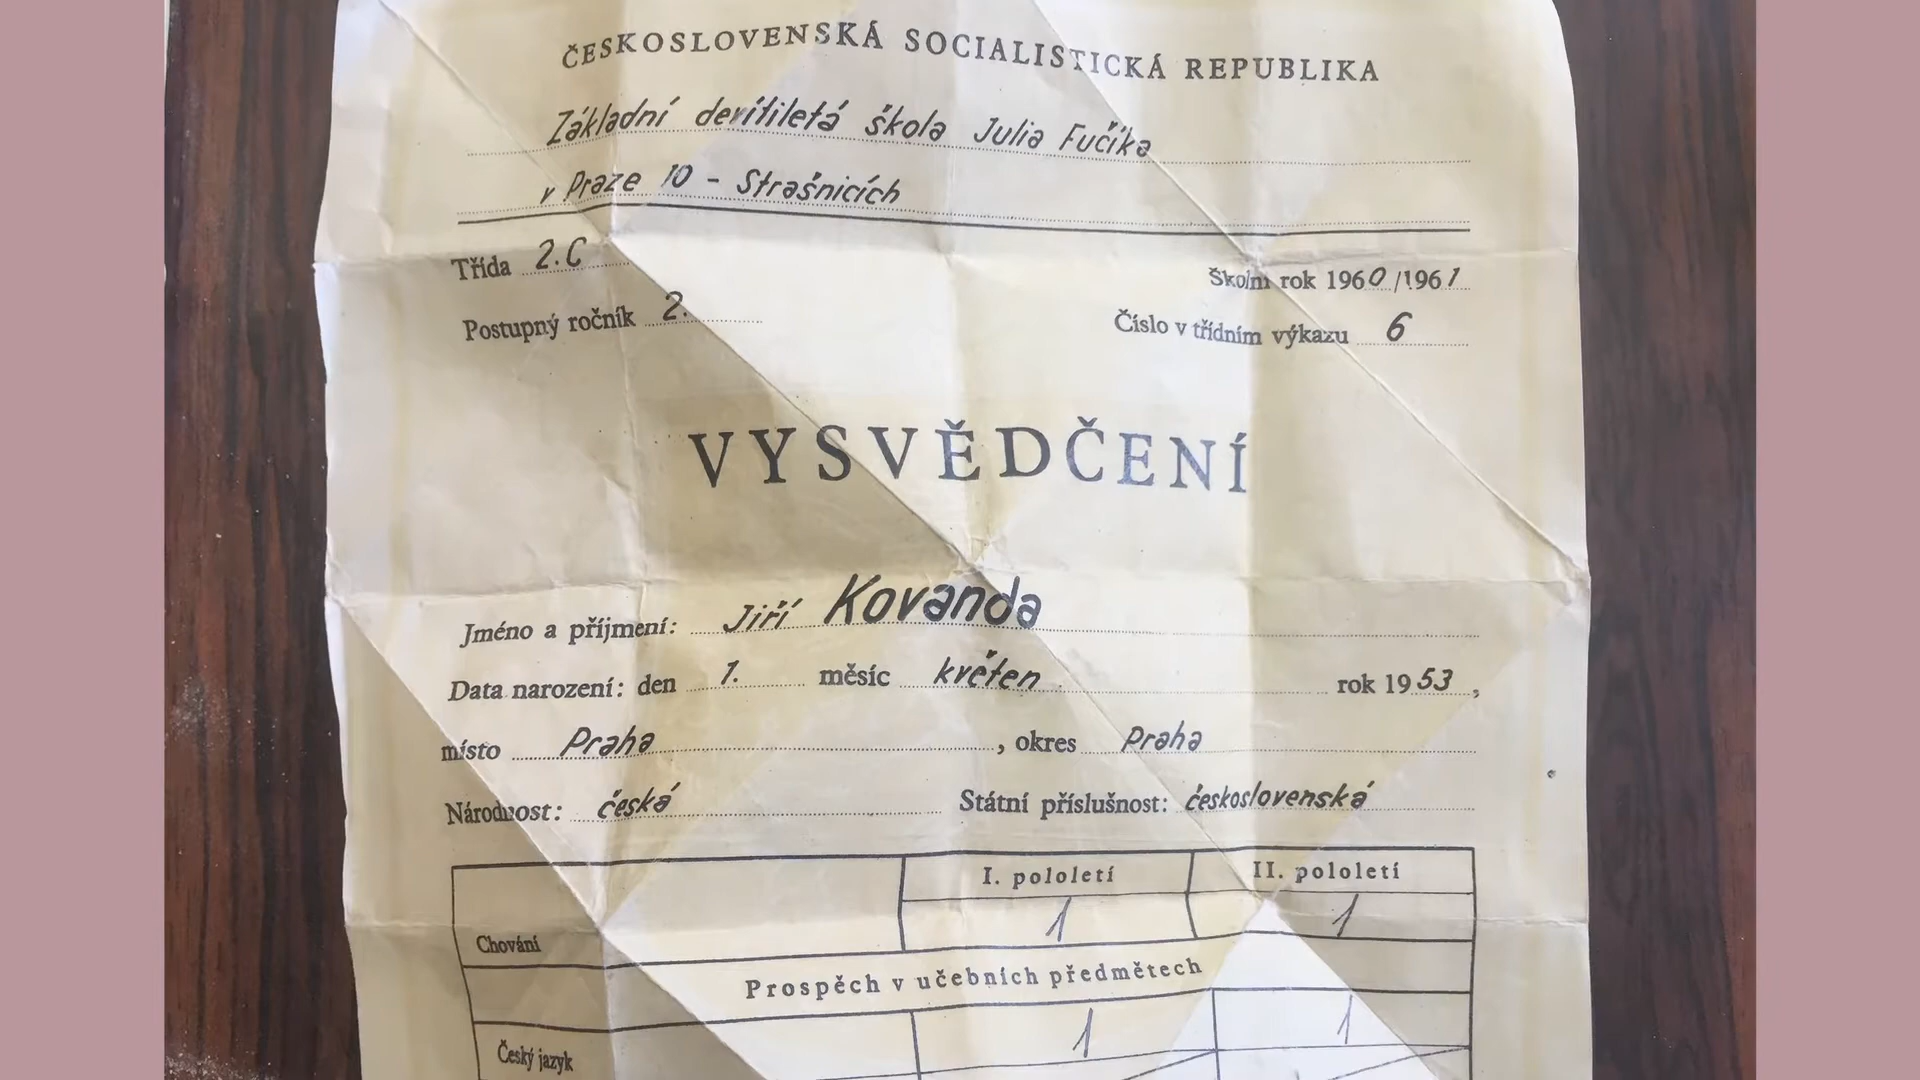 ČESKOSLOVENSKÁ SOCIALISTICKÁ REPUBLIKA
Základní devítiletá škola Julia Fučíka
v Praze 10 - Strašnicích
Třída 2.C
Školní rok 1960/1961
Postupný ročník 2.
Číslo v třídním výkazu 6
VYSVĚDČENÍ
Jméno a příjmení: Jiří Kovanda
Data narození: den 1. měsíc květen rok 1953,
místo Praha, okres Praha
Národnost: česká Státní příslušnost: československá
I. pololetí II. pololetí
Chování 1 1
Prospěch v učebních předmětech
Český jazyk 1 1